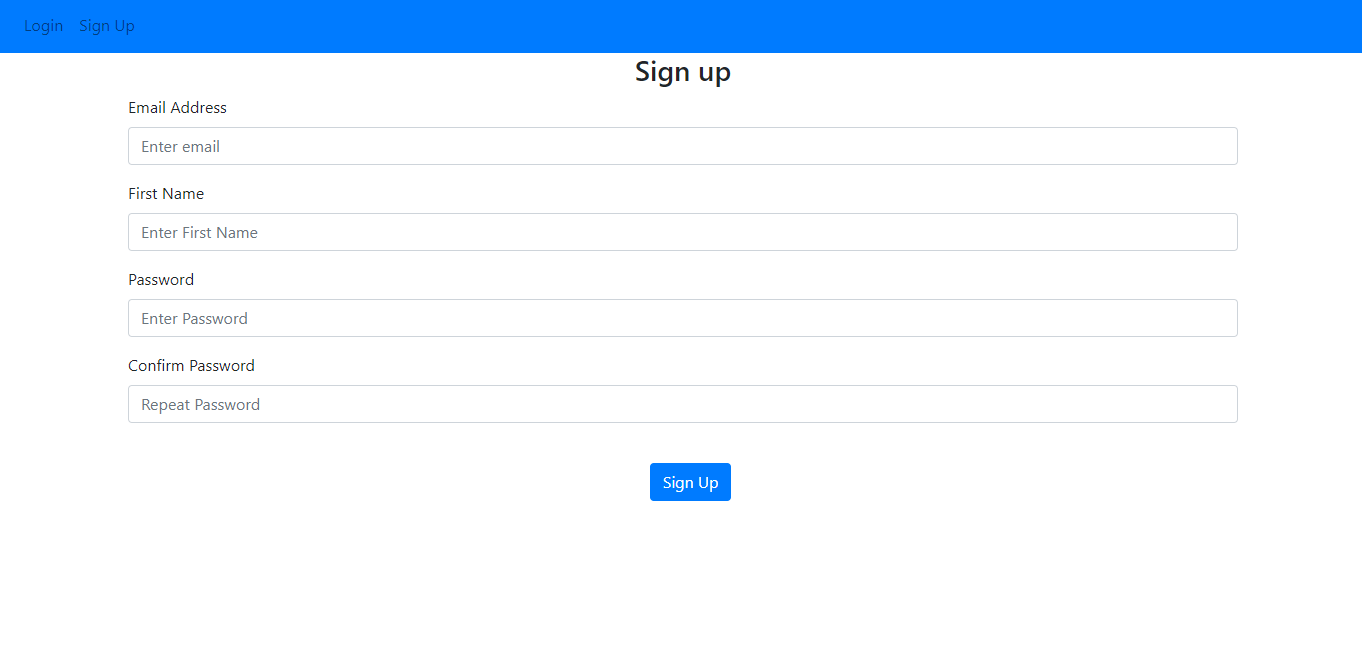 Login Sign Up
Sign up
Email Address
Enter email
First Name
Enter First Name
Password
Enter Password
Confirm Password
Repeat Password
Sign Up